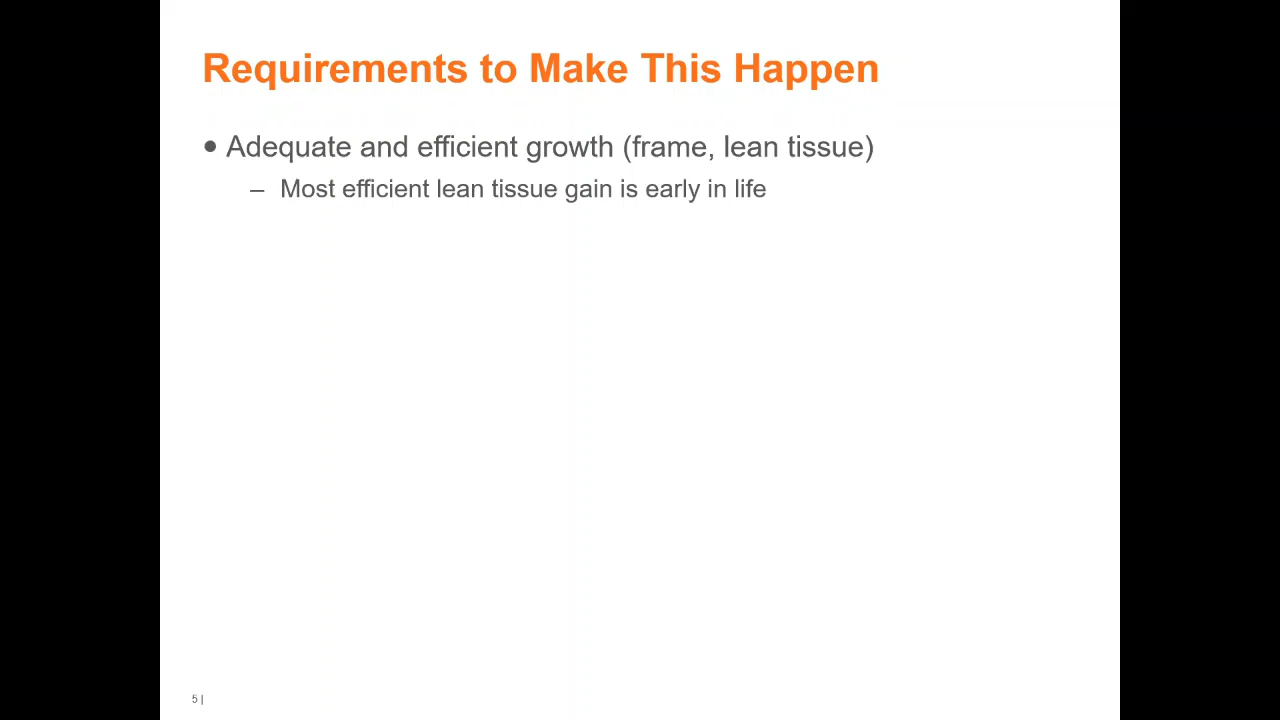 Requirements to Make This Happen
• Adequate and efficient growth (frame, lean tissue)
– Most efficient lean tissue gain is early in life
5 |